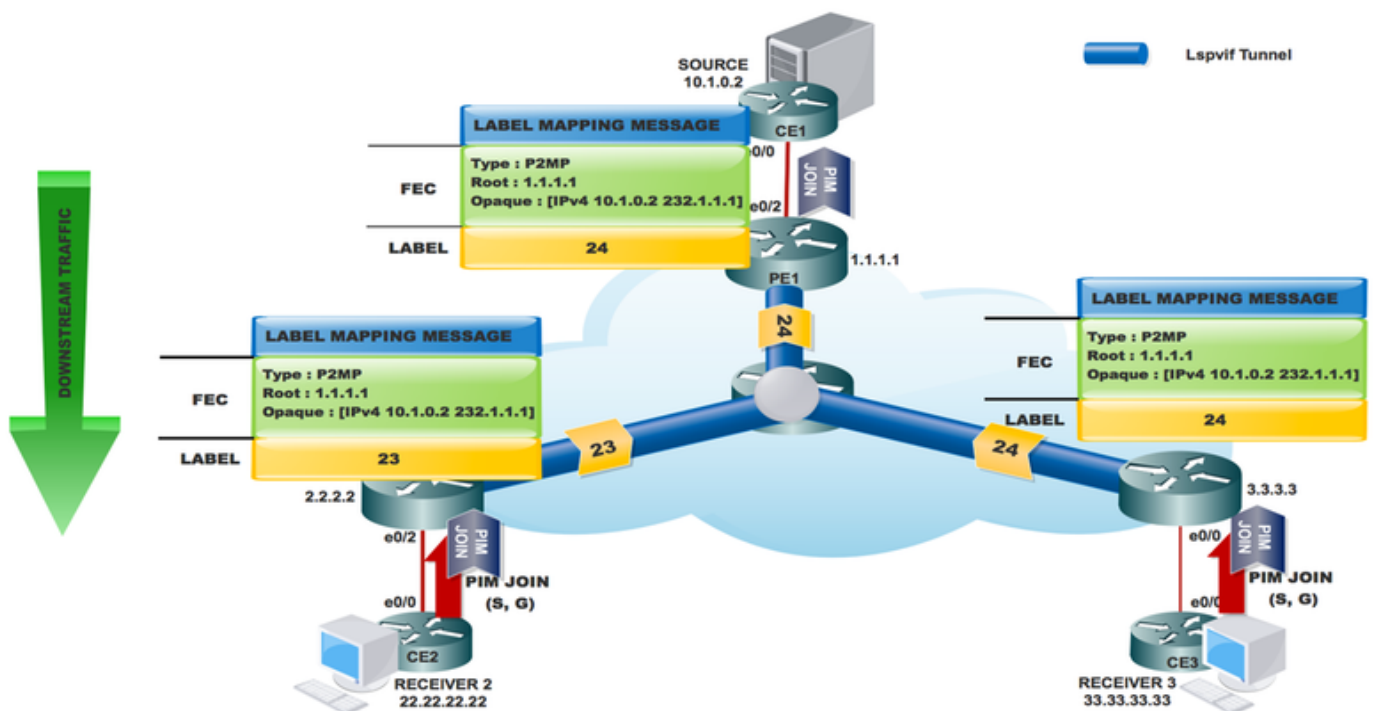 SOURCE
10.1.0.2
Lspvif Tunnel
LABEL MAPPING MESSAGE
CE1
e0/0
Type : P2MP
Root : 1.1.1.1
Opaque : [IPv4 10.1.0.2 232.1.1.1]
FEC
PIM
JOIN
e0/2
LABEL
24
1.1.1.1
PE1
DOWNSTREAM TRAFFIC
LABEL MAPPING MESSAGE
Type : P2MP
Root : 1.1.1.1
Opaque : [IPv4 10.1.0.2 232.1.1.1]
FEC
LABEL
24
24
LABEL MAPPING MESSAGE
Type : P2MP
Root : 1.1.1.1
Opaque : [IPv4 10.1.0.2 232.1.1.1]
FEC
LABEL
23
23
24
2.2.2.2
3.3.3.3
e0/2
PIM
JOIN
PIM JOIN
(S, G)
e0/0
CE2
RECEIVER 2
22.22.22.22
e0/0
PIM
JOIN
PIM JOIN
(S, G)
e0/0
CE3
RECEIVER 3
33.33.33.33